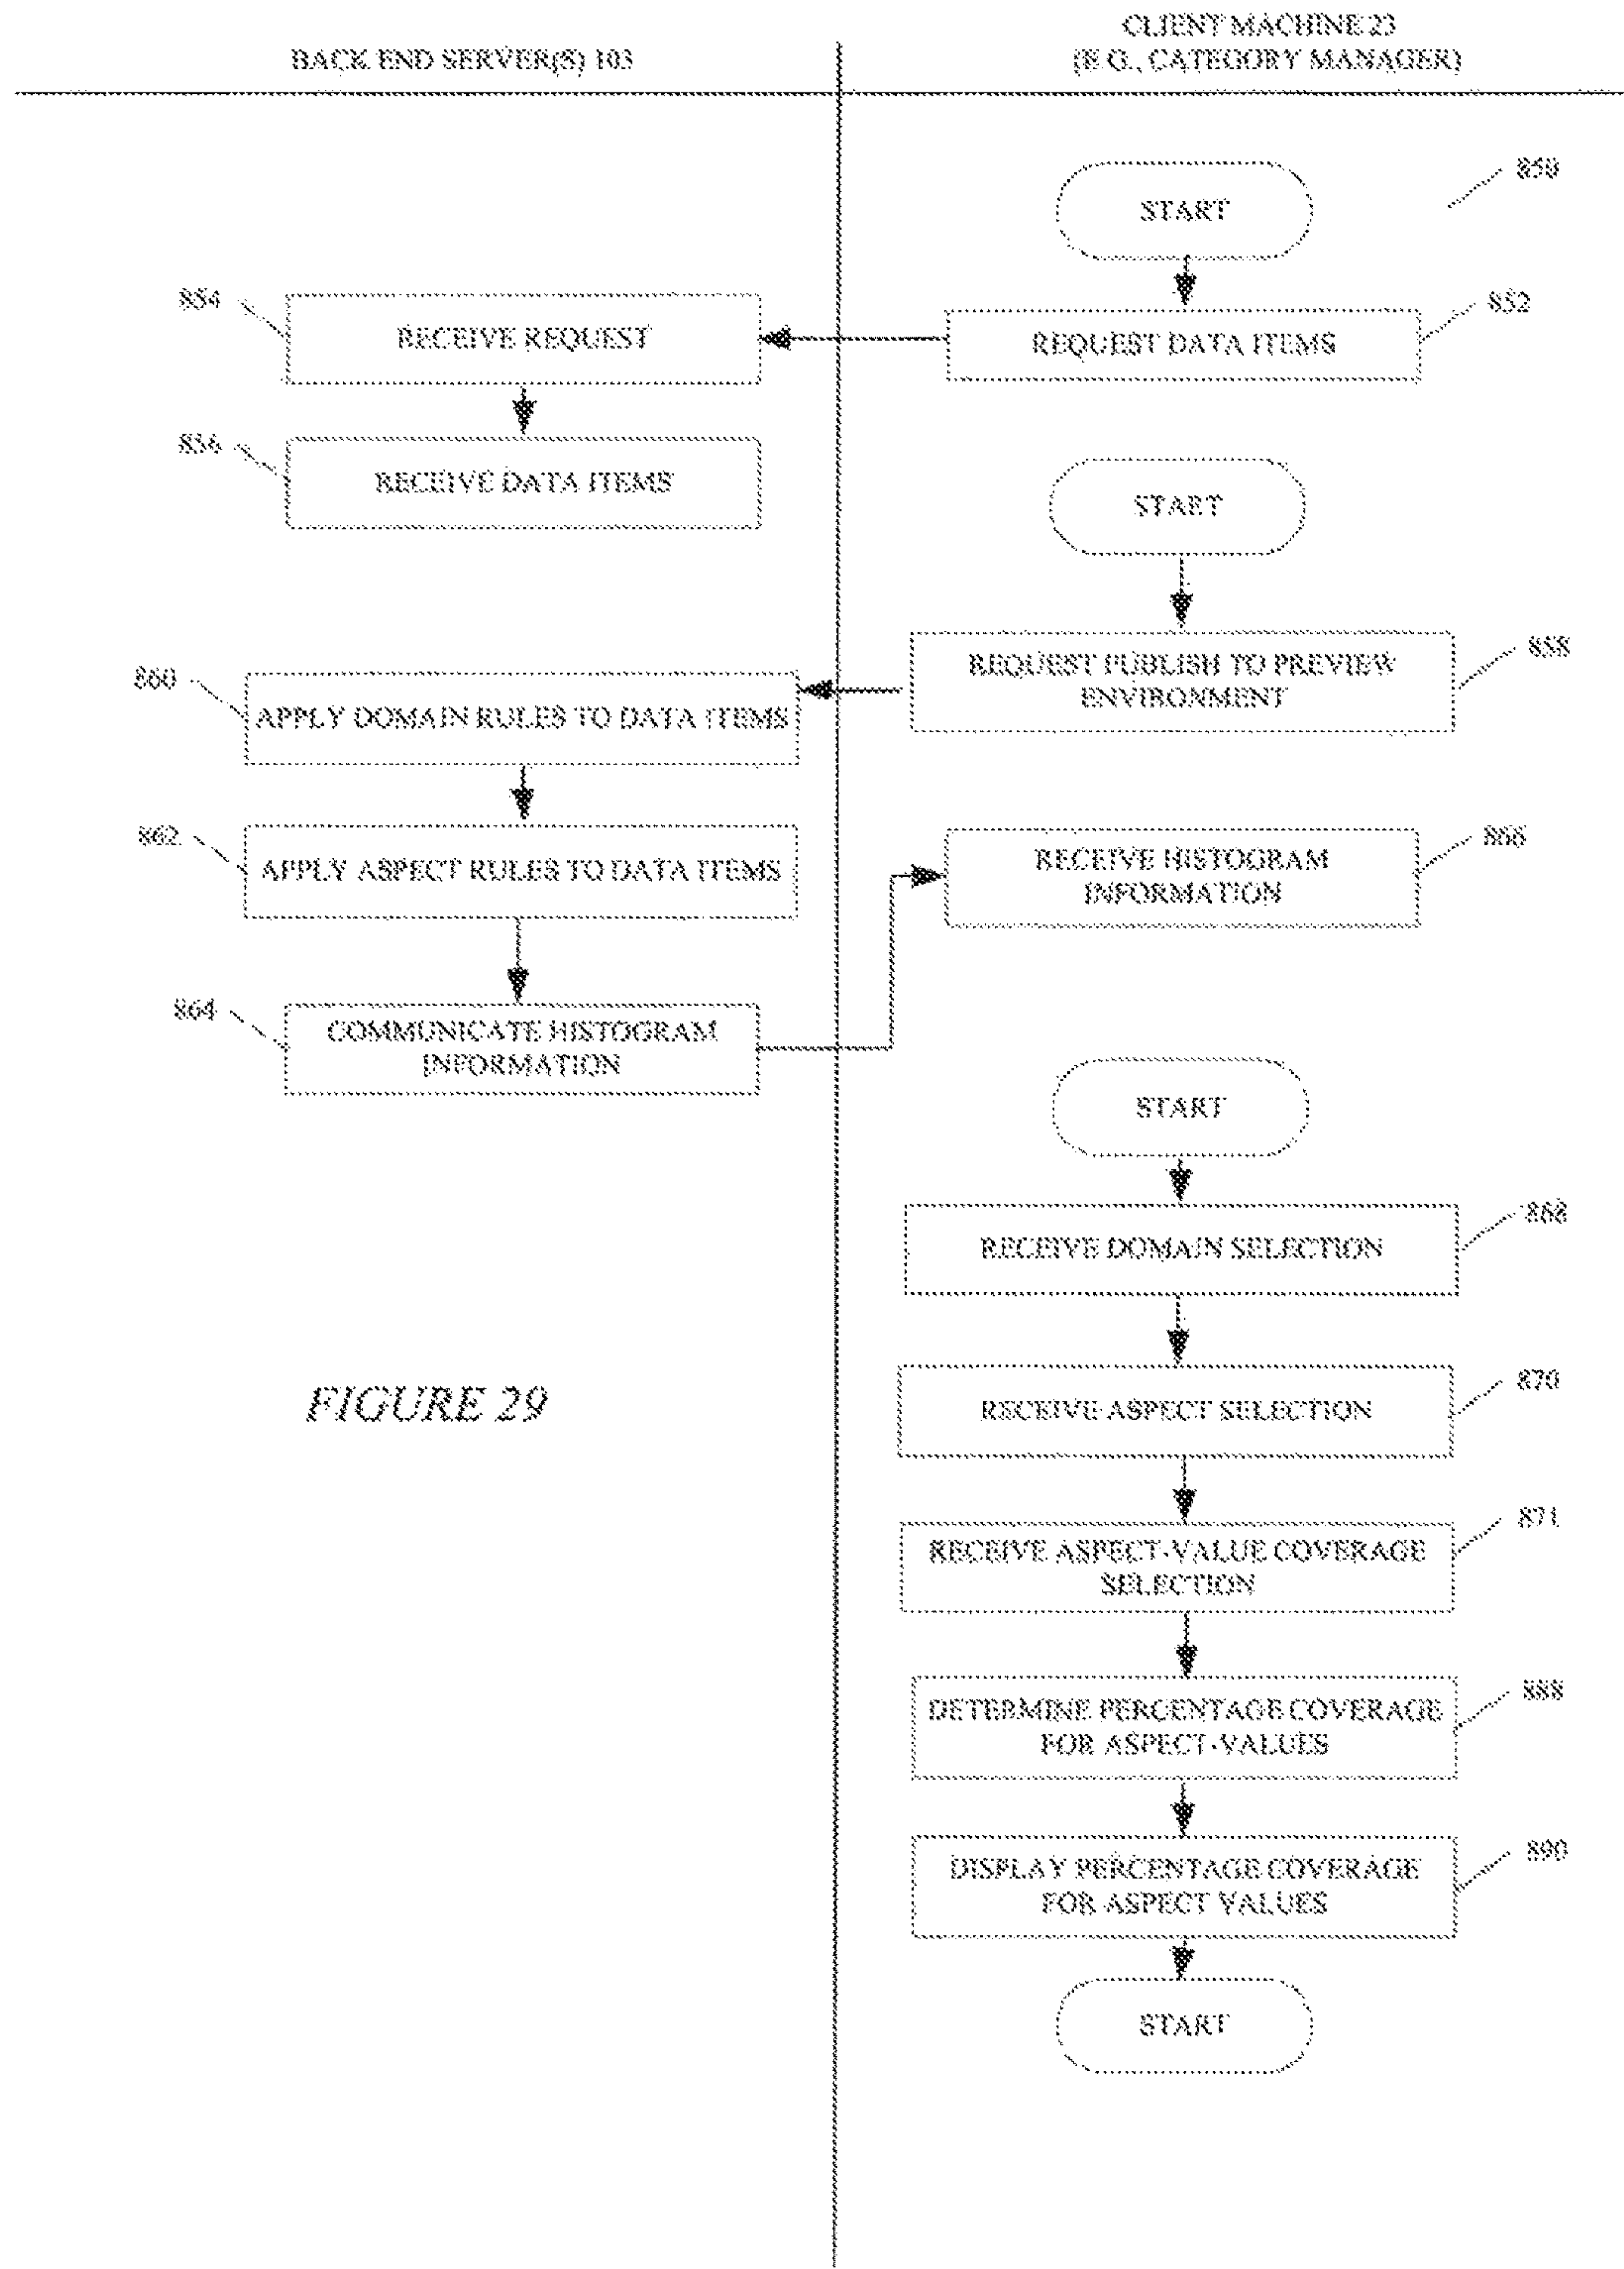 BACK END SERVER(S) 103
CLIENT MACHINE 23
(E.G., CATEGORY MANAGER)
START
850
854
RECEIVE REQUEST
REQUEST DATA ITEMS
852
856
RECEIVE DATA ITEMS
START
REQUEST PUBLISH TO PREVIEW
ENVIRONMENT
858
860
APPLY DOMAIN RULES TO DATA ITEMS
862
APPLY ASPECT RULES TO DATA ITEMS
RECEIVE HISTOGRAM
INFORMATION
866
864
COMMUNICATE HISTOGRAM
INFORMATION
START
RECEIVE DOMAIN SELECTION
868
FIGURE 29
RECEIVE ASPECT SELECTION
870
RECEIVE ASPECT-VALUE COVERAGE
SELECTION
871
DETERMINE PERCENTAGE COVERAGE
FOR ASPECT-VALUES
888
DISPLAY PERCENTAGE COVERAGE
FOR ASPECT VALUES
890
START